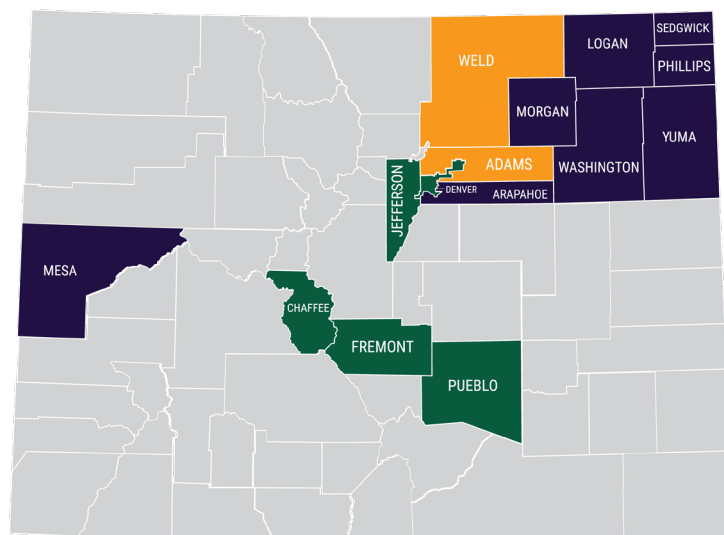 SEDGWICK
LOGAN
WELD
PHILLIPS
MORGAN
YUMA
ADAMS
WASHINGTON
JEFFERSON
DENVER
ARAPAHOE
MESA
CHAFFEE
FREMONT
PUEBLO